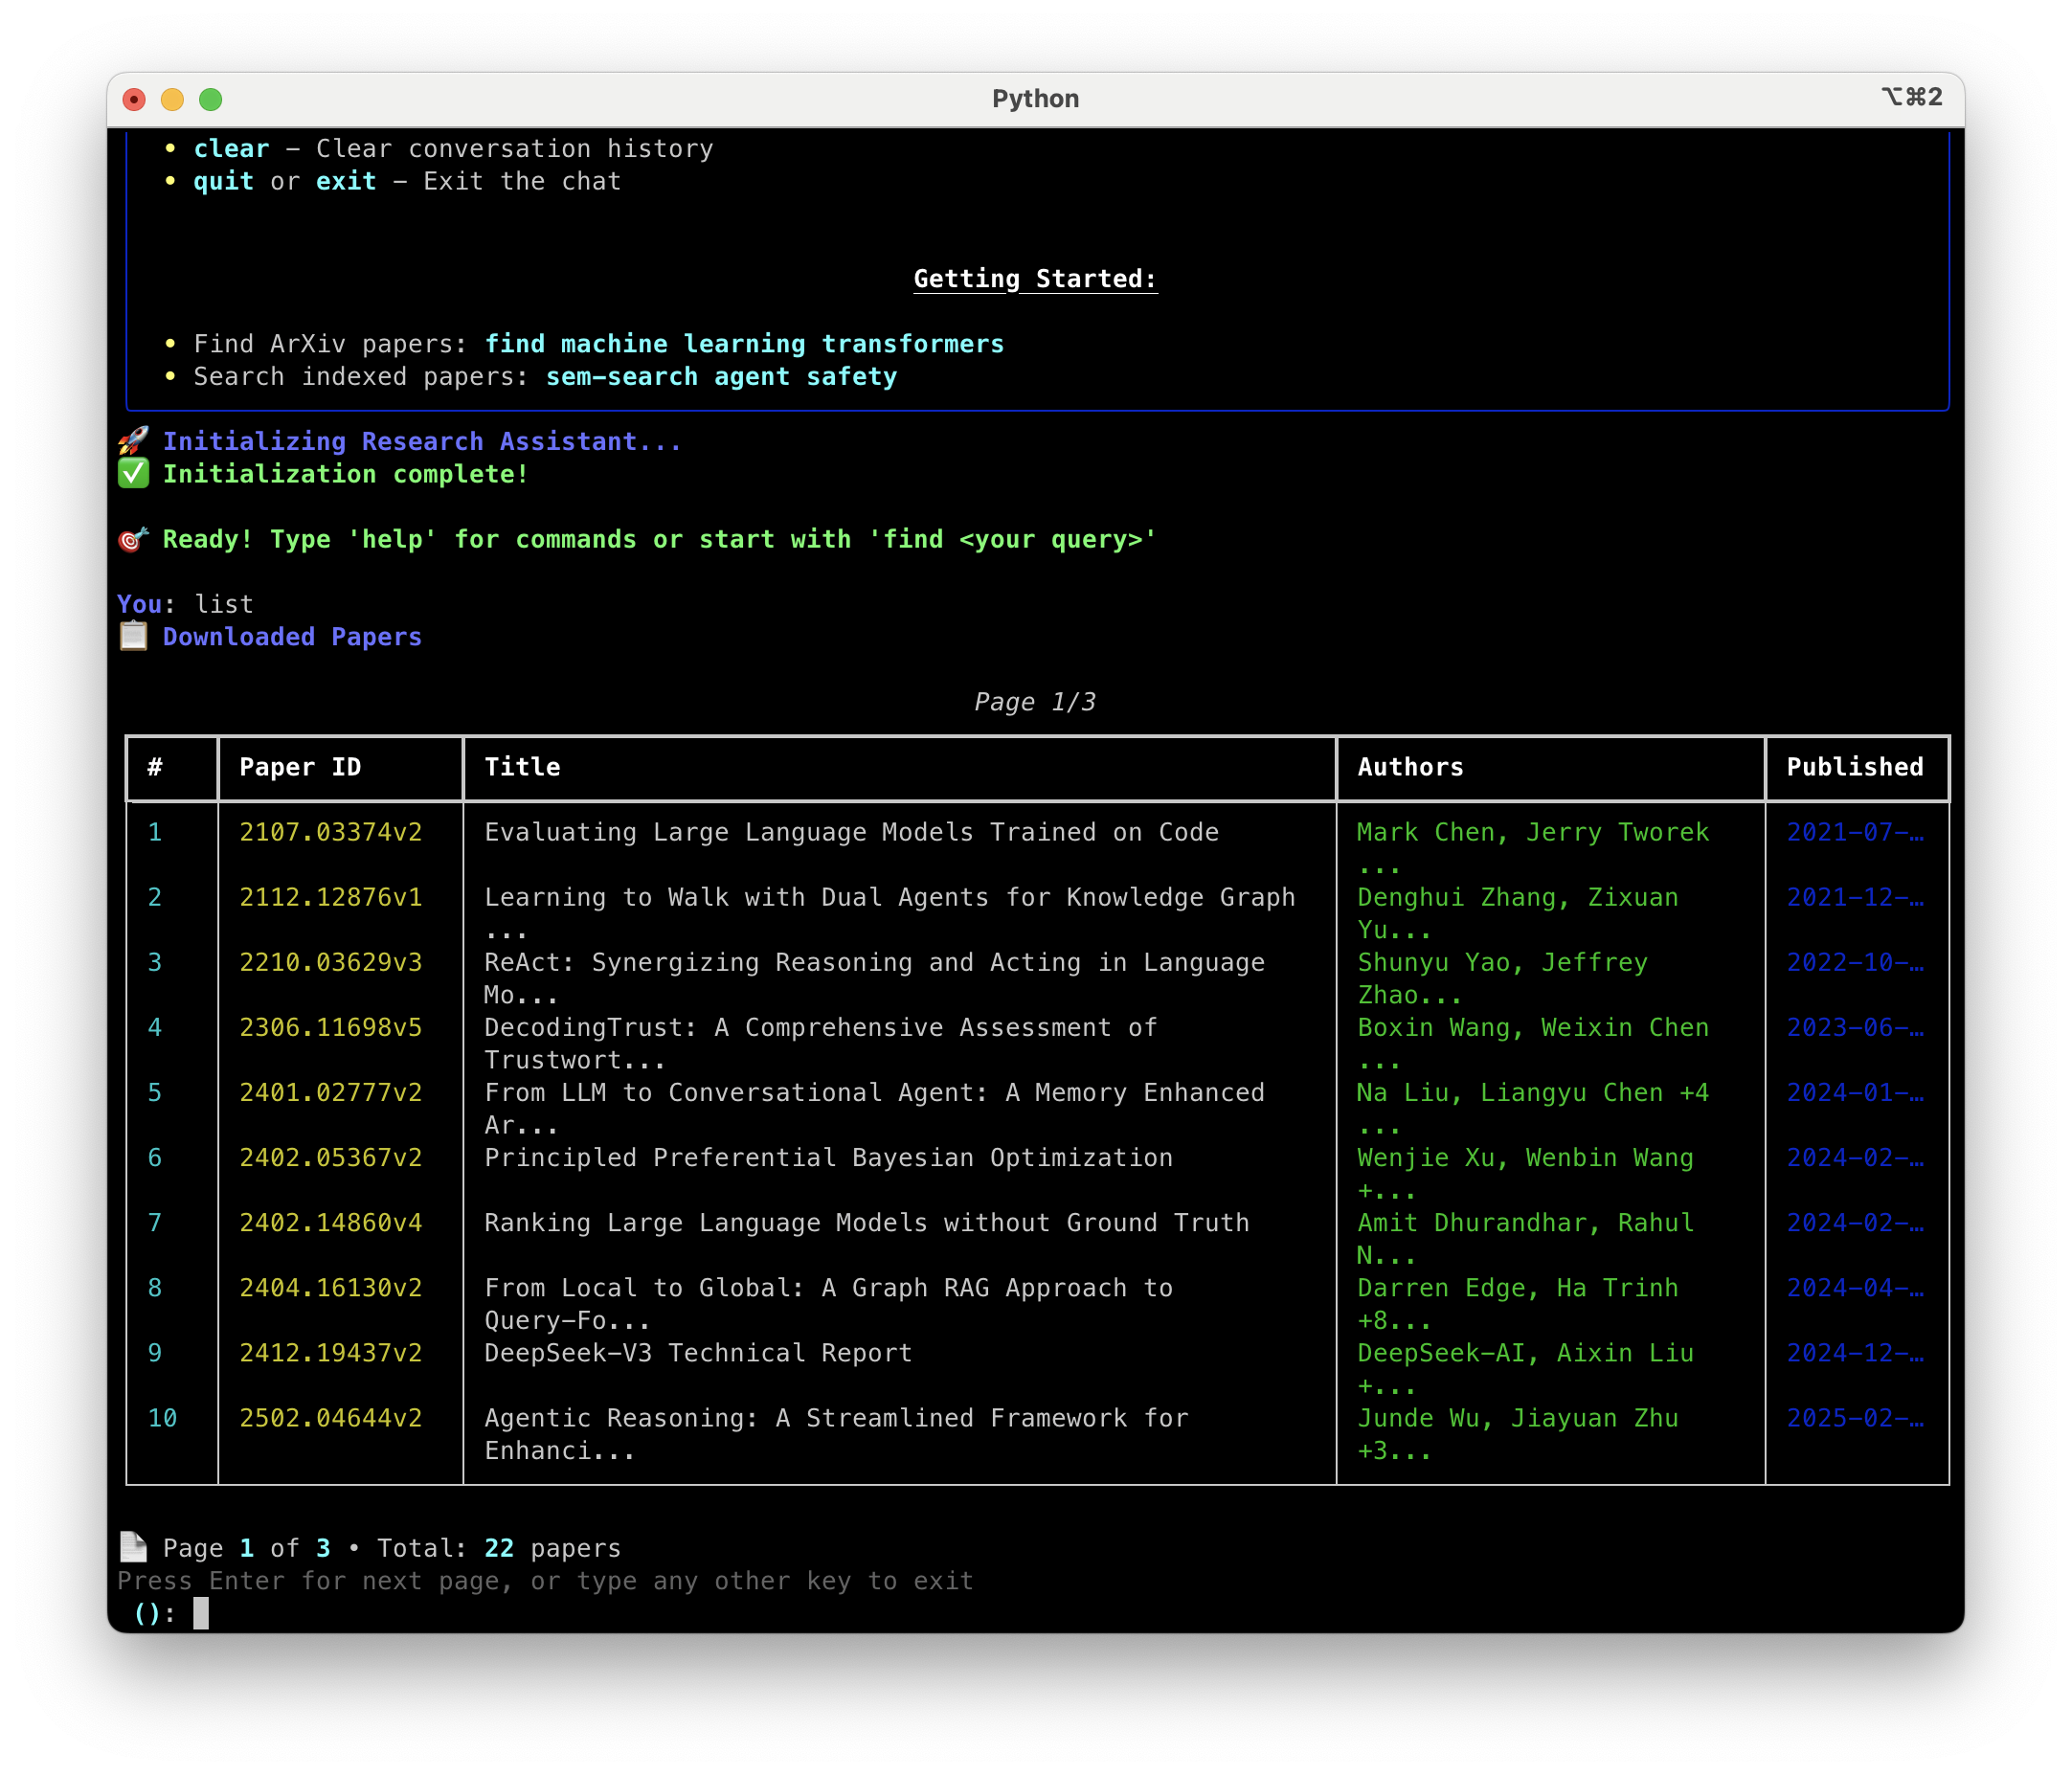 Python
⌥⌘2
• clear – Clear conversation history
• quit or exit – Exit the chat
Getting Started:
• Find ArXiv papers: find machine learning transformers
• Search indexed papers: sem-search agent safety
🚀 Initializing Research Assistant...
✅ Initialization complete!
🎯 Ready! Type 'help' for commands or start with 'find <your query>'
You: list
📋 Downloaded Papers
Page 1/3
# Paper ID Title Authors Published
1 2107.03374v2 Evaluating Large Language Models Trained on Code Mark Chen, Jerry Tworek 2021-07-…
...
2 2112.12876v1 Learning to Walk with Dual Agents for Knowledge Graph Denghui Zhang, Zixuan 2021-12-…
... Yu...
3 2210.03629v3 ReAct: Synergizing Reasoning and Acting in Language Shunyu Yao, Jeffrey 2022-10-…
Mo... Zhao...
4 2306.11698v5 DecodingTrust: A Comprehensive Assessment of Boxin Wang, Weixin Chen 2023-06-…
Trustwort... ...
5 2401.02777v2 From LLM to Conversational Agent: A Memory Enhanced Na Liu, Liangyu Chen +4 2024-01-…
Ar... ...
6 2402.05367v2 Principled Preferential Bayesian Optimization Wenjie Xu, Wenbin Wang 2024-02-…
+...
7 2402.14860v4 Ranking Large Language Models without Ground Truth Amit Dhurandhar, Rahul 2024-02-…
N...
8 2404.16130v2 From Local to Global: A Graph RAG Approach to Darren Edge, Ha Trinh 2024-04-…
Query-Fo... +8...
9 2412.19437v2 DeepSeek-V3 Technical Report DeepSeek-AI, Aixin Liu 2024-12-…
+...
10 2502.04644v2 Agentic Reasoning: A Streamlined Framework for Junde Wu, Jiayuan Zhu 2025-02-…
Enhanci... +3...
📄 Page 1 of 3 • Total: 22 papers
Press Enter for next page, or type any other key to exit
():